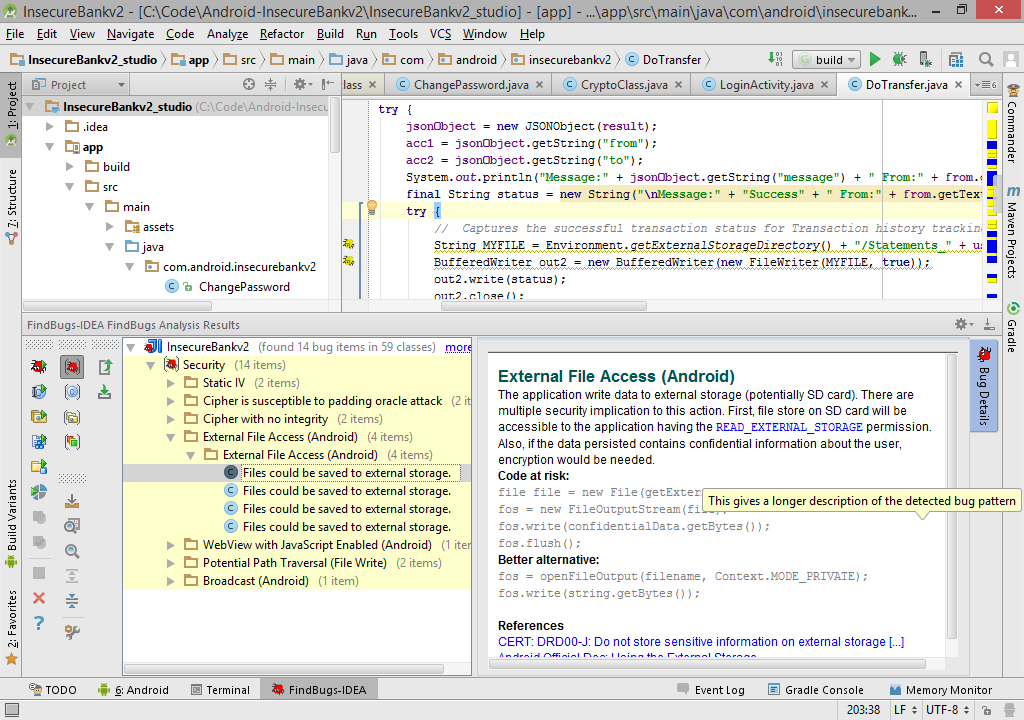 InsecureBankv2 - [C:\Code\Android-InsecureBankv2\InsecureBankv2_studio] - [app] - ...\app\src\main\java\com\android\insecurebank...
File Edit View Navigate Code Analyze Refactor Build Run Tools VCS Window Help
InsecureBankv2_studio app src main java com android insecurebankv2 DoTransfer build
1: Project
7: Structure
Build Variants
2: Favorites
Project
InsecureBankv2_studio (C:\Code\Android-Insec
.idea
app
build
src
main
assets
java
com.android.insecurebankv2
ChangePassword
class ChangePassword.java CryptoClass.java LoginActivity.java DoTransfer.java 6
try {
jsonObject = new JSONObject(result);
acc1 = jsonObject.getString("from");
acc2 = jsonObject.getString("to");
System.out.println("Message:" + jsonObject.getString("message") + " From:" + from.
final String status = new String("\nMessage:" + "Success" + " From:" + from.getText
try {
// Captures the successful transaction status for Transaction history tracking
String MYFILE = Environment.getExternalStorageDirectory() + "/Statements_" + us
BufferedWriter out2 = new BufferedWriter(new FileWriter(MYFILE, true));
out2.write(status);
out2.close();
Commander
Maven Projects
Gradle
FindBugs-IDEA FindBugs Analysis Results
InsecureBankv2 (found 14 bug items in 59 classes) more
Security (14 items)
Static IV (2 items)
Cipher is susceptible to padding oracle attack (2 it
Cipher with no integrity (2 items)
External File Access (Android) (4 items)
External File Access (Android) (4 items)
Files could be saved to external storage.
Files could be saved to external storage.
Files could be saved to external storage.
Files could be saved to external storage.
WebView with JavaScript Enabled (Android) (1 iter
Potential Path Traversal (File Write) (2 items)
Broadcast (Android) (1 item)
External File Access (Android)
The application write data to external storage (potentially SD card). There are
multiple security implication to this action. First, file store on SD card will be
accessible to the application having the READ_EXTERNAL_STORAGE permission.
Also, if the data persisted contains confidential information about the user,
encryption would be needed.
Code at risk:
file file = new File(getExter
This gives a longer description of the detected bug pattern
fos = new FileOutputStream(file);
fos.write(confidentialData.getBytes());
fos.flush();
Better alternative:
fos = openFileOutput(filename, Context.MODE_PRIVATE);
fos.write(string.getBytes());
References
CERT: DRD00-J: Do not store sensitive information on external storage [...]
Android Official Doc: Using the External Storage
Bug Details
TODO 6: Android Terminal FindBugs-IDEA Event Log Gradle Console Memory Monitor
203:38 LF UTF-8